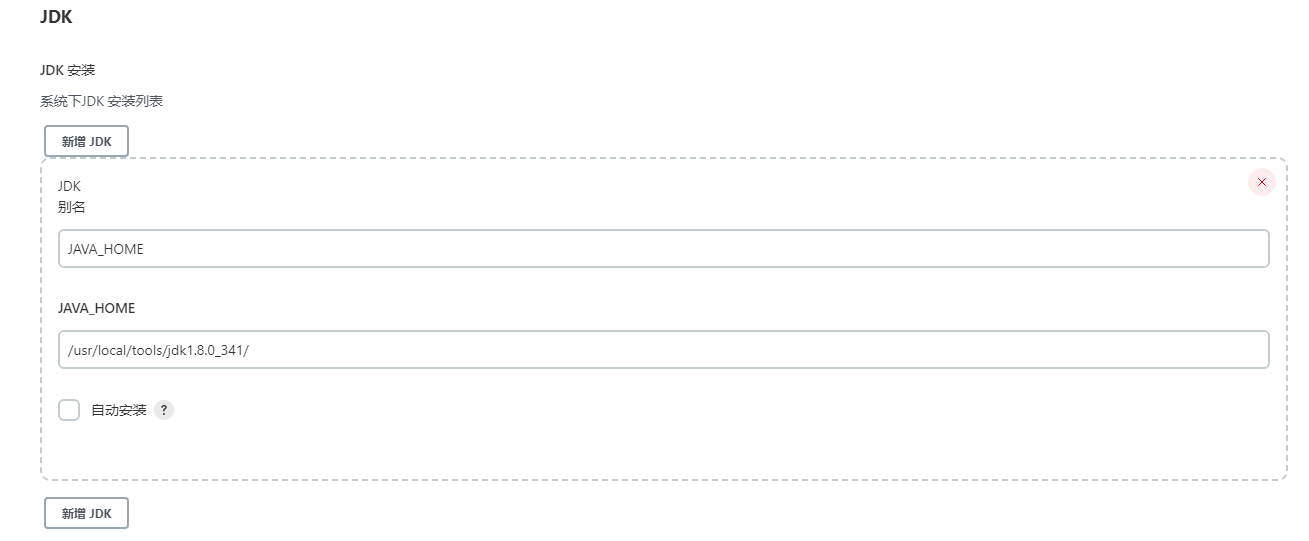 JDK
JDK 安装
系统下JDK 安装列表
新增 JDK
JDK
别名
JAVA_HOME
JAVA_HOME
/usr/local/tools/jdk1.8.0_341/
自动安装 ?
新增 JDK